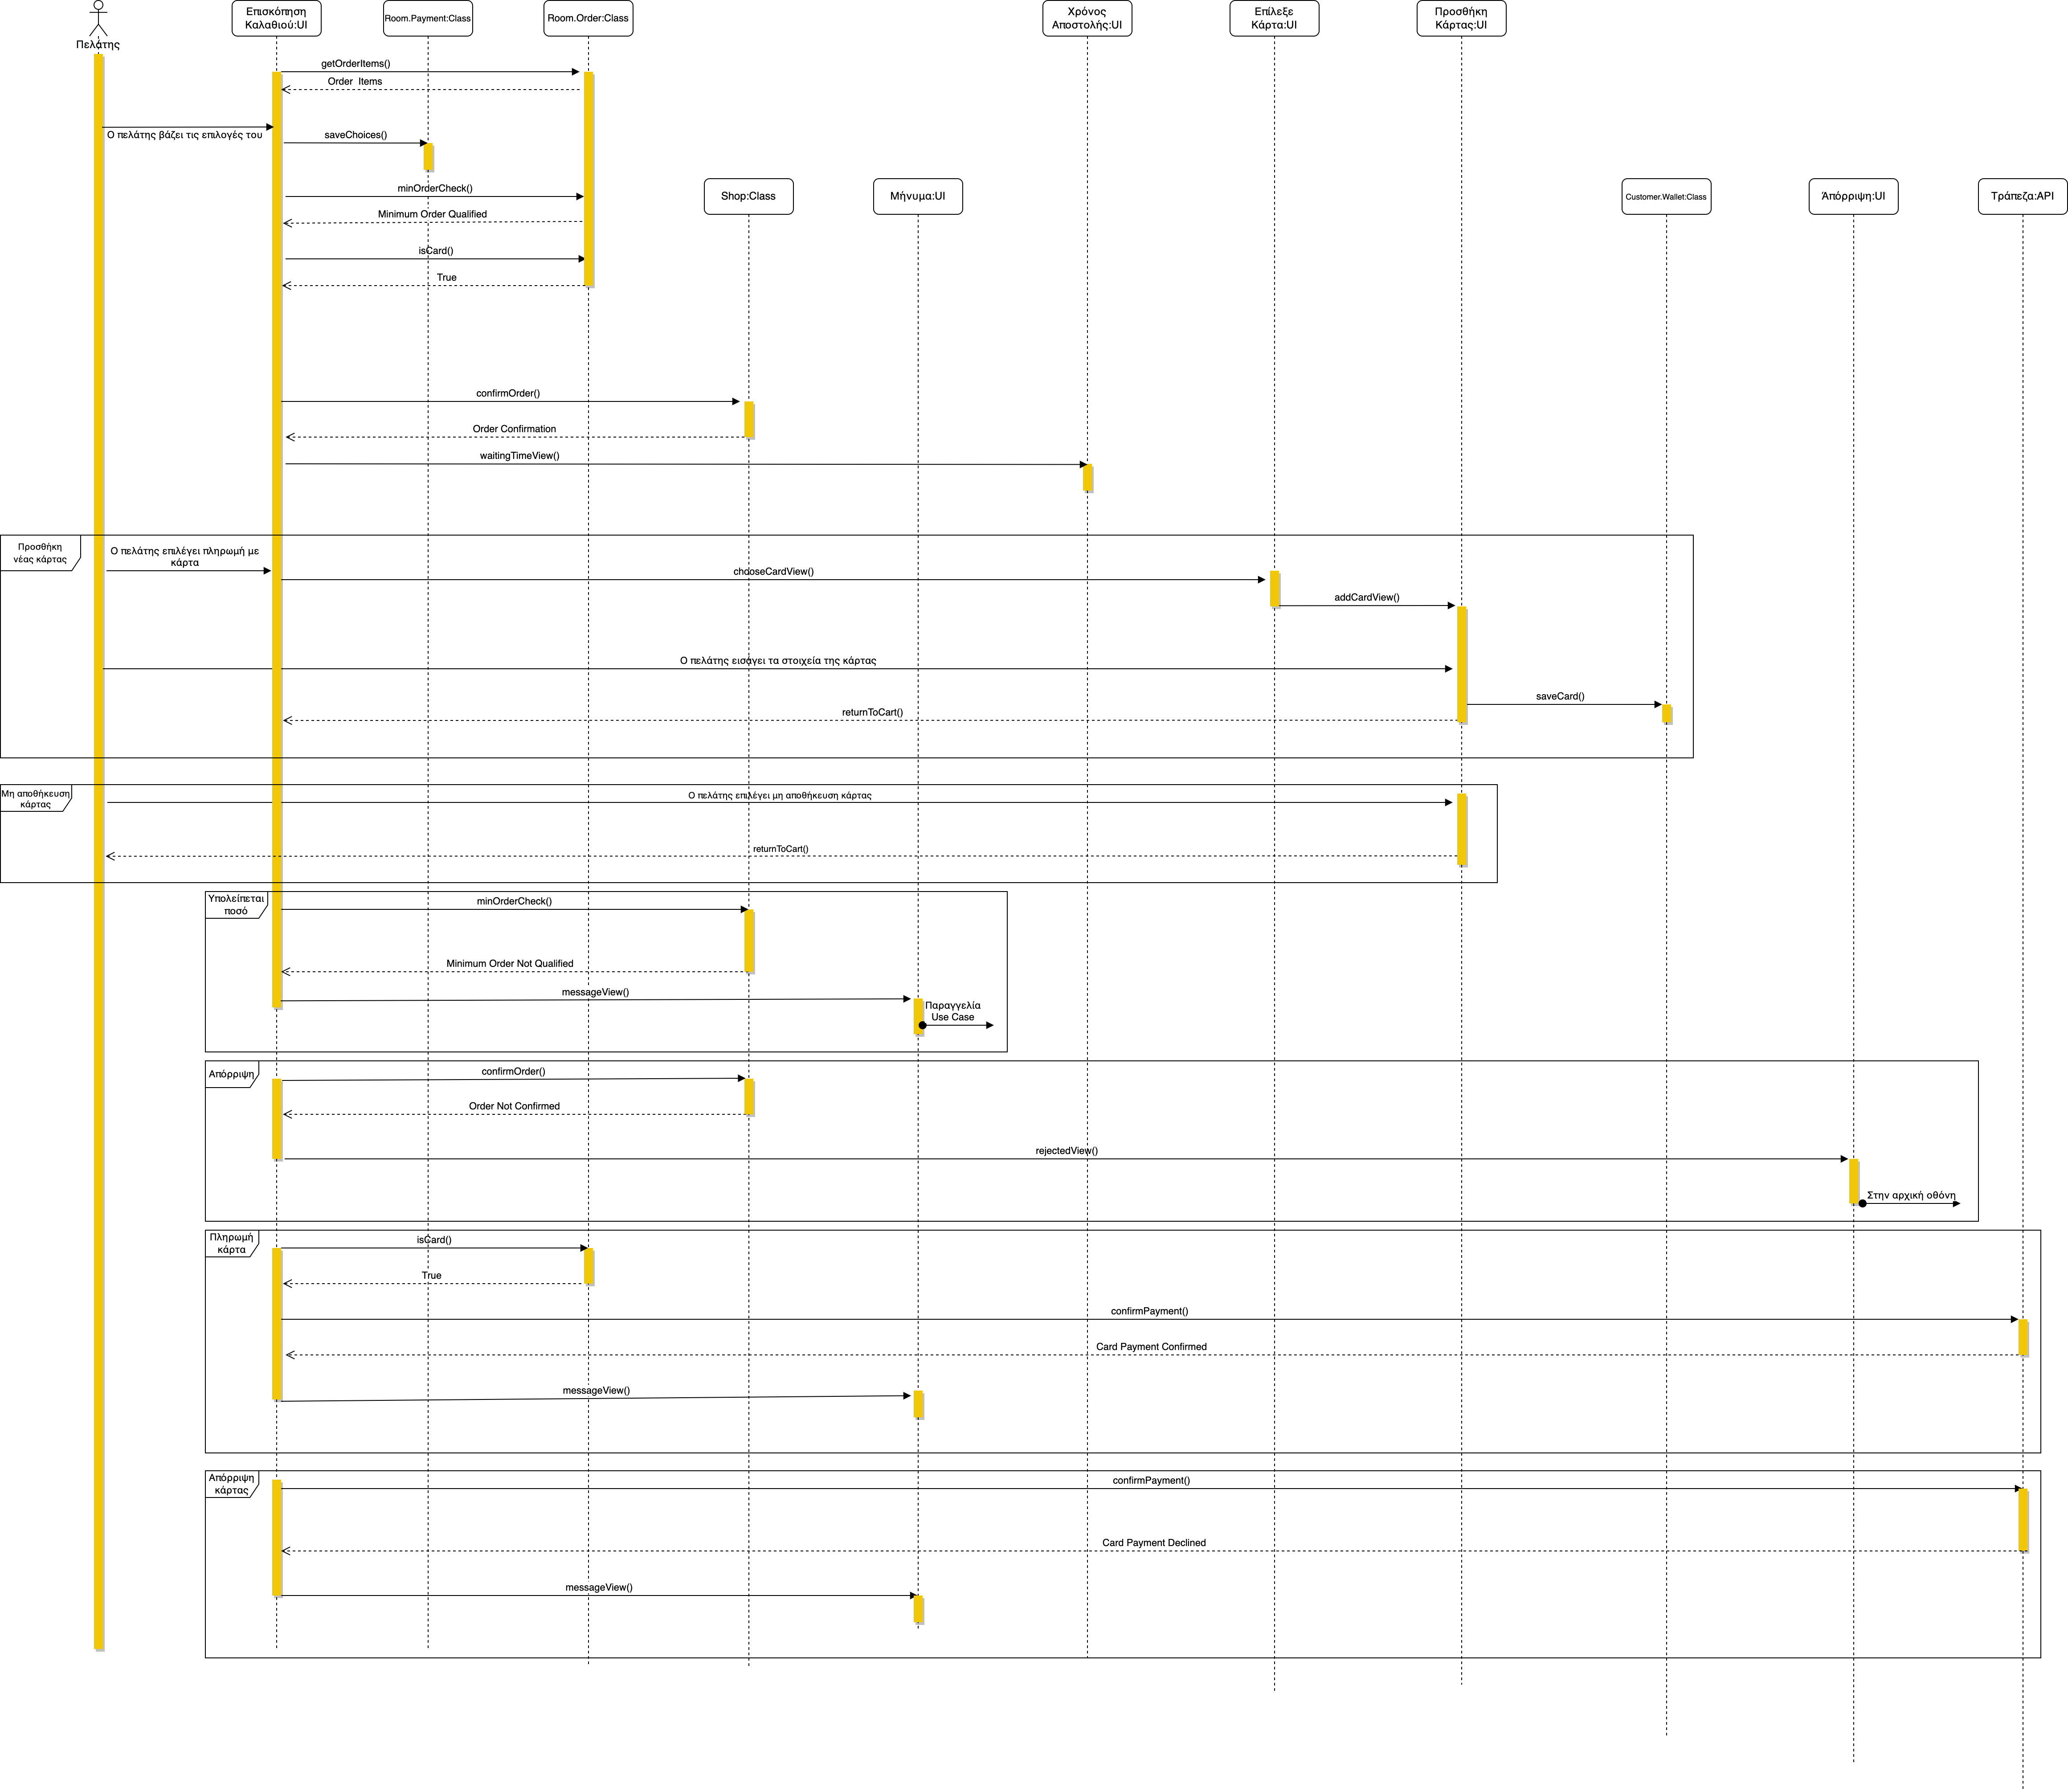 Πελάτης
Επισκόπηση
Καλαθιού:UI
Room.Payment:Class
Room.Order:Class
Χρόνος
Αποστολής:UI
Επίλεξε
Κάρτα:UI
Προσθήκη
Κάρτας:UI
getOrderItems()
Order Items
Ο πελάτης βάζει τις επιλογές του
saveChoices()
Shop:Class
Μήνυμα:UI
Customer.Wallet:Class
Άπόρριψη:UI
Τράπεζα:API
minOrderCheck()
Minimum Order Qualified
isCard()
True
confirmOrder()
Order Confirmation
waitingTimeView()
Προσθήκη
νέας κάρτας
Ο πελάτης επιλέγει πληρωμή με
κάρτα
chooseCardView()
addCardView()
Ο πελάτης εισάγει τα στοιχεία της κάρτας
saveCard()
returnToCart()
Μη αποθήκευση
κάρτας
Ο πελάτης επιλέγει μη αποθήκευση κάρτας
returnToCart()
Υπολείπεται
ποσό
minOrderCheck()
Minimum Order Not Qualified
messageView()
Παραγγελία
Use Case
Απόρριψη
confirmOrder()
Order Not Confirmed
rejectedView()
Στην αρχική οθόνη
Πληρωμή
κάρτα
isCard()
True
confirmPayment()
Card Payment Confirmed
messageView()
Απόρριψη
κάρτας
confirmPayment()
Card Payment Declined
messageView()